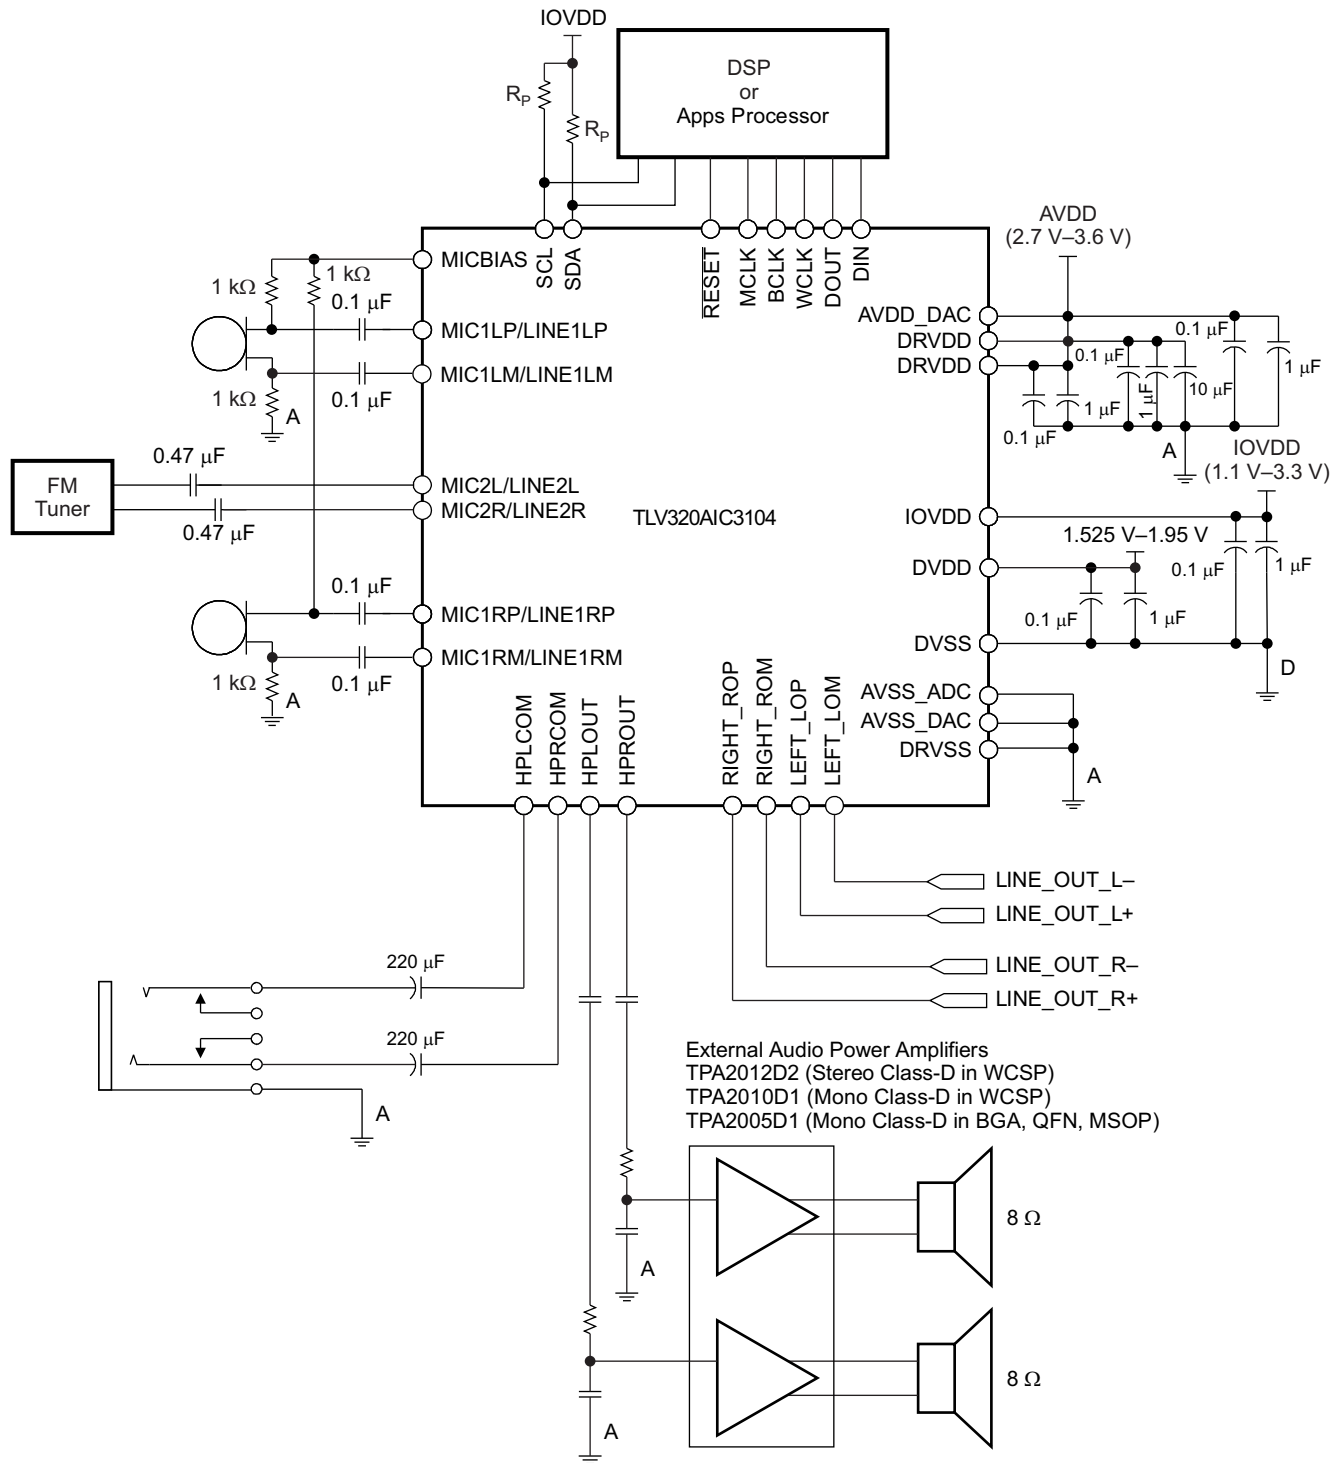 IOVDD
DSP
or
Apps Processor
RP
RP
SCL
SDA
RESET
MCLK
BCLK
WCLK
DOUT
DIN
AVDD
(2.7 V–3.6 V)
MICBIAS
1 kΩ
1 kΩ
0.1 μF
MIC1LP/LINE1LP
MIC1LM/LINE1LM
1 kΩ
A
0.1 μF
AVDD_DAC
DRVDD
DRVDD
0.1 μF
0.1 μF
1 μF
1 μF
1 μF
10 μF
0.1 μF
A
IOVDD
(1.1 V–3.3 V)
FM
Tuner
0.47 μF
0.47 μF
MIC2L/LINE2L
MIC2R/LINE2R
TLV320AIC3104
IOVDD
1.525 V–1.95 V
DVDD
0.1 μF
1 μF
0.1 μF
1 μF
DVSS
D
0.1 μF
MIC1RP/LINE1RP
MIC1RM/LINE1RM
1 kΩ
A
0.1 μF
AVSS_ADC
AVSS_DAC
DRVSS
A
HPLCOM
HPRCOM
HPLOUT
HPROUT
RIGHT_ROP
RIGHT_ROM
LEFT_LOP
LEFT_LOM
LINE_OUT_L–
LINE_OUT_L+
LINE_OUT_R–
LINE_OUT_R+
220 μF
220 μF
A
External Audio Power Amplifiers
TPA2012D2 (Stereo Class-D in WCSP)
TPA2010D1 (Mono Class-D in WCSP)
TPA2005D1 (Mono Class-D in BGA, QFN, MSOP)
8 Ω
A
8 Ω
A